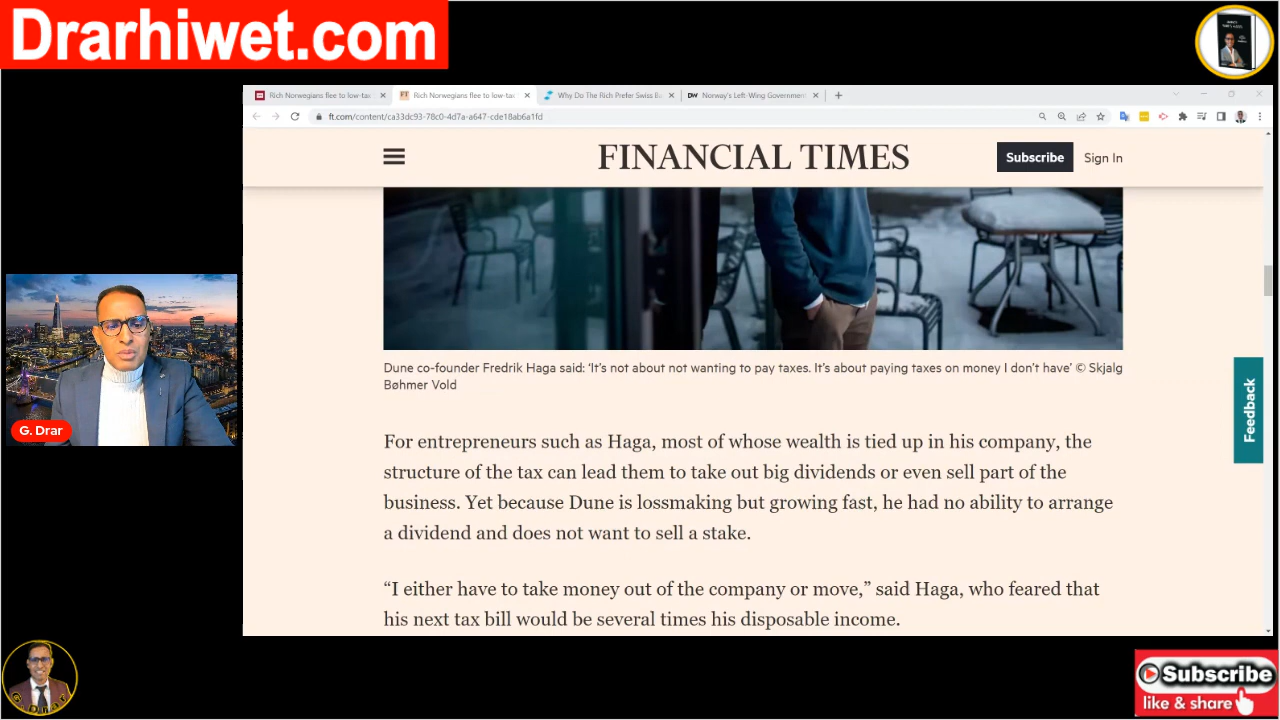 Drarhiwet.com
Rich Norwegians flee to low-tax
Rich Norwegians flee to low-tax
Why Do The Rich Prefer Swiss Ba
DW Norway's Left-Wing Government
ft.com/content/ca33dc93-78c0-4d7a-a647-cde18ab6a1fd
FINANCIAL TIMES
Subscribe
Sign In
Dune co-founder Fredrik Haga said: ‘It’s not about not wanting to pay taxes. It’s about paying taxes on money I don’t have’ © Skjalg
Bøhmer Vold
For entrepreneurs such as Haga, most of whose wealth is tied up in his company, the
structure of the tax can lead them to take out big dividends or even sell part of the
business. Yet because Dune is lossmaking but growing fast, he had no ability to arrange
a dividend and does not want to sell a stake.
“I either have to take money out of the company or move,” said Haga, who feared that
his next tax bill would be several times his disposable income.
Feedback
G. Drar
G. Drar
Subscribe
like & share